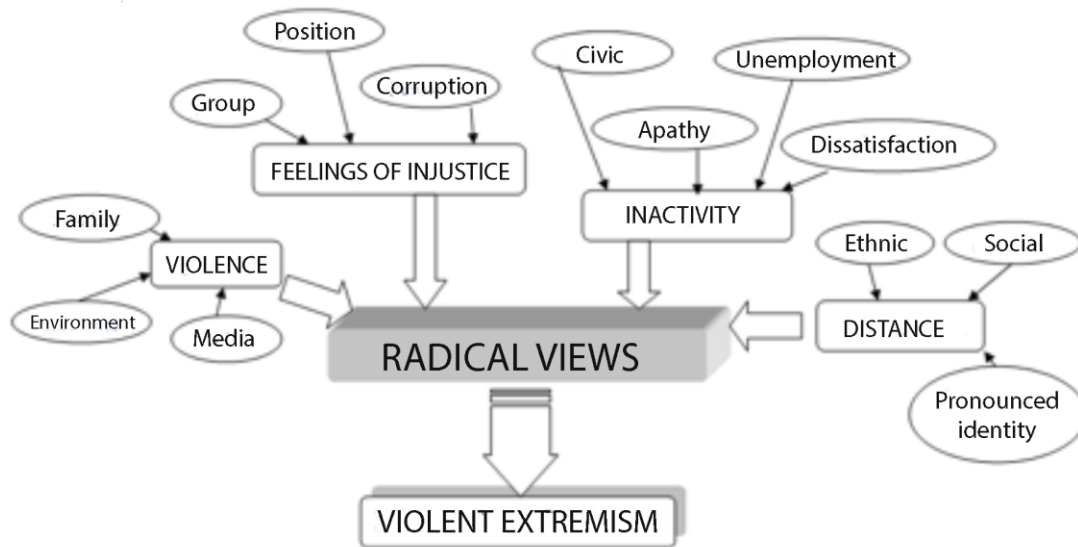 Position
Civic
Unemployment
Group
Corruption
Apathy
Dissatisfaction
FEELINGS OF INJUSTICE
INACTIVITY
Family
VIOLENCE
Ethnic
Social
Environment
Media
DISTANCE
RADICAL VIEWS
Pronounced
identity
VIOLENT EXTREMISM